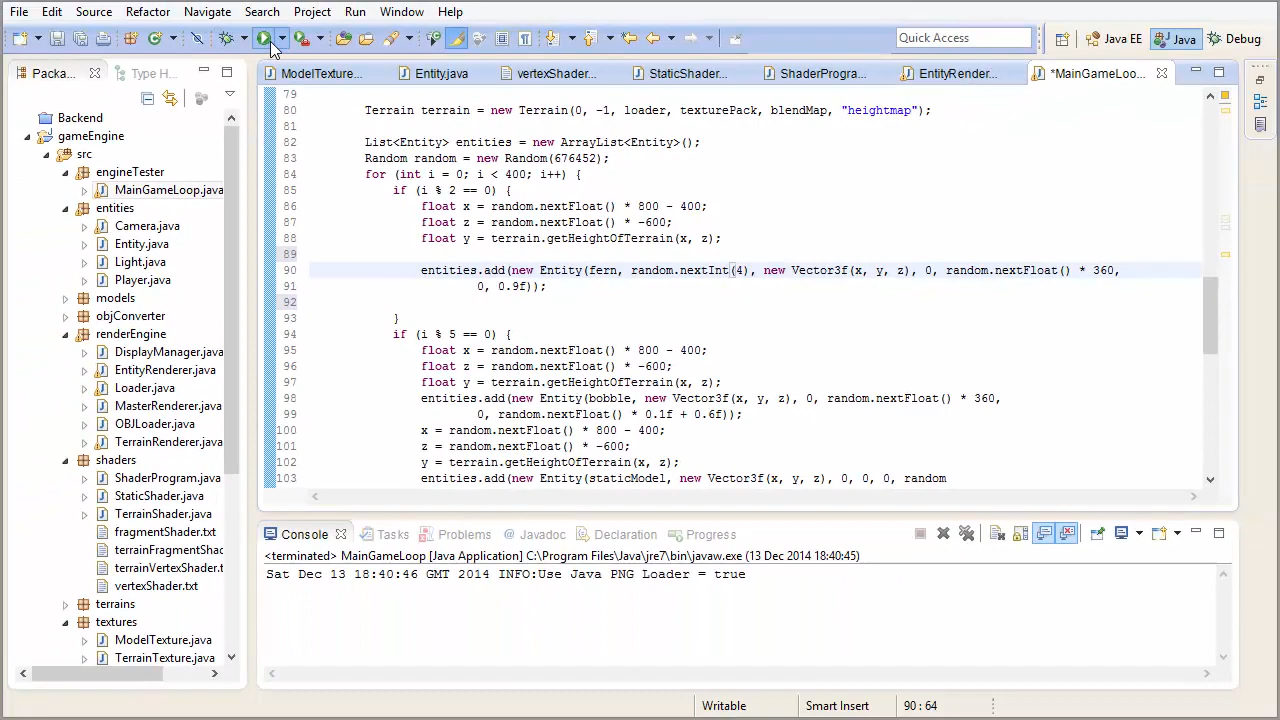 File Edit Source Refactor Navigate Search Project Run Window Help
Quick Access
Java EE
Java
Debug
Packa...
Type H...
Backend
gameEngine
src
engineTester
MainGameLoop.java
entities
Camera.java
Entity.java
Light.java
Player.java
models
objConverter
renderEngine
DisplayManager.java
EntityRenderer.java
Loader.java
MasterRenderer.java
OBJLoader.java
TerrainRenderer.java
shaders
ShaderProgram.java
StaticShader.java
TerrainShader.java
fragmentShader.txt
terrainFragmentShac
terrainVertexShader.t
vertexShader.txt
terrains
textures
ModelTexture.java
TerrainTexture.java
ModelTexture... Entity.java vertexShader... StaticShader... ShaderProgra... EntityRender... *MainGameLoo...
79
80 Terrain terrain = new Terrain(0, -1, loader, texturePack, blendMap, "heightmap");
81
82 List<Entity> entities = new ArrayList<Entity>();
83 Random random = new Random(676452);
84 for (int i = 0; i < 400; i++) {
85 if (i % 2 == 0) {
86 float x = random.nextFloat() * 800 - 400;
87 float z = random.nextFloat() * -600;
88 float y = terrain.getHeightOfTerrain(x, z);
89
90 entities.add(new Entity(fern, random.nextInt(4), new Vector3f(x, y, z), 0, random.nextFloat() * 360,
91 0, 0.9f));
92
93 }
94 if (i % 5 == 0) {
95 float x = random.nextFloat() * 800 - 400;
96 float z = random.nextFloat() * -600;
97 float y = terrain.getHeightOfTerrain(x, z);
98 entities.add(new Entity(bobble, new Vector3f(x, y, z), 0, random.nextFloat() * 360,
99 0, random.nextFloat() * 0.1f + 0.6f));
100 x = random.nextFloat() * 800 - 400;
101 z = random.nextFloat() * -600;
102 y = terrain.getHeightOfTerrain(x, z);
103 entities.add(new Entity(staticModel, new Vector3f(x, y, z), 0, 0, 0, random
Console Tasks Problems @ Javadoc Declaration Progress
<terminated> MainGameLoop [Java Application] C:\Program Files\Java\jre7\bin\javaw.exe (13 Dec 2014 18:40:45)
Sat Dec 13 18:40:46 GMT 2014 INFO:Use Java PNG Loader = true
Writable
Smart Insert
90 : 64